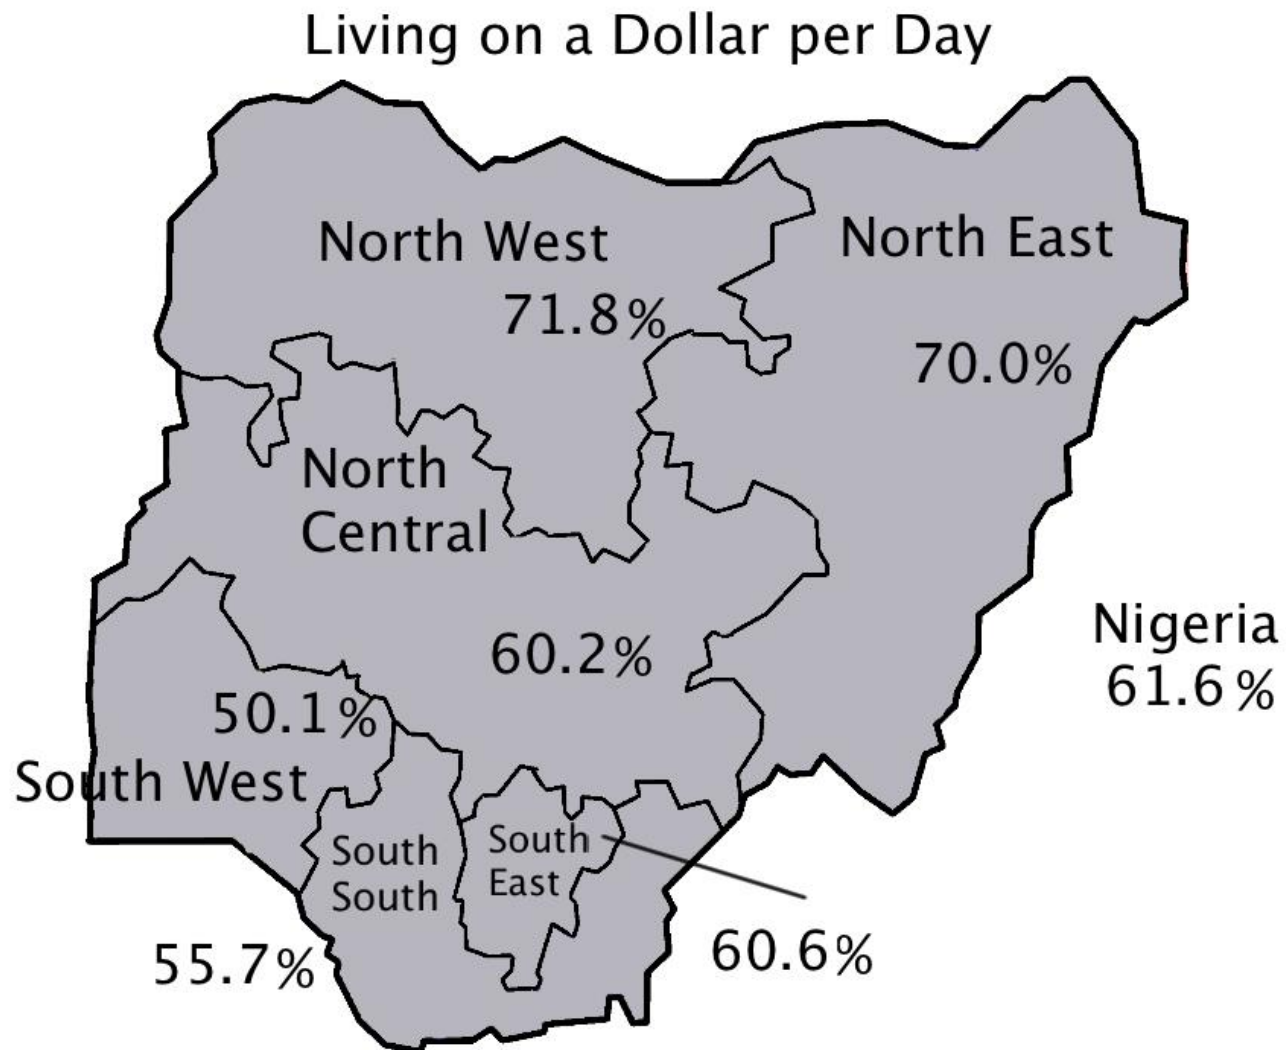 Living on a Dollar per Day
North West
71.8%
North East
70.0%
North
Central
60.2%
Nigeria
61.6%
50.1%
South West
South
South
55.7%
South
East
60.6%